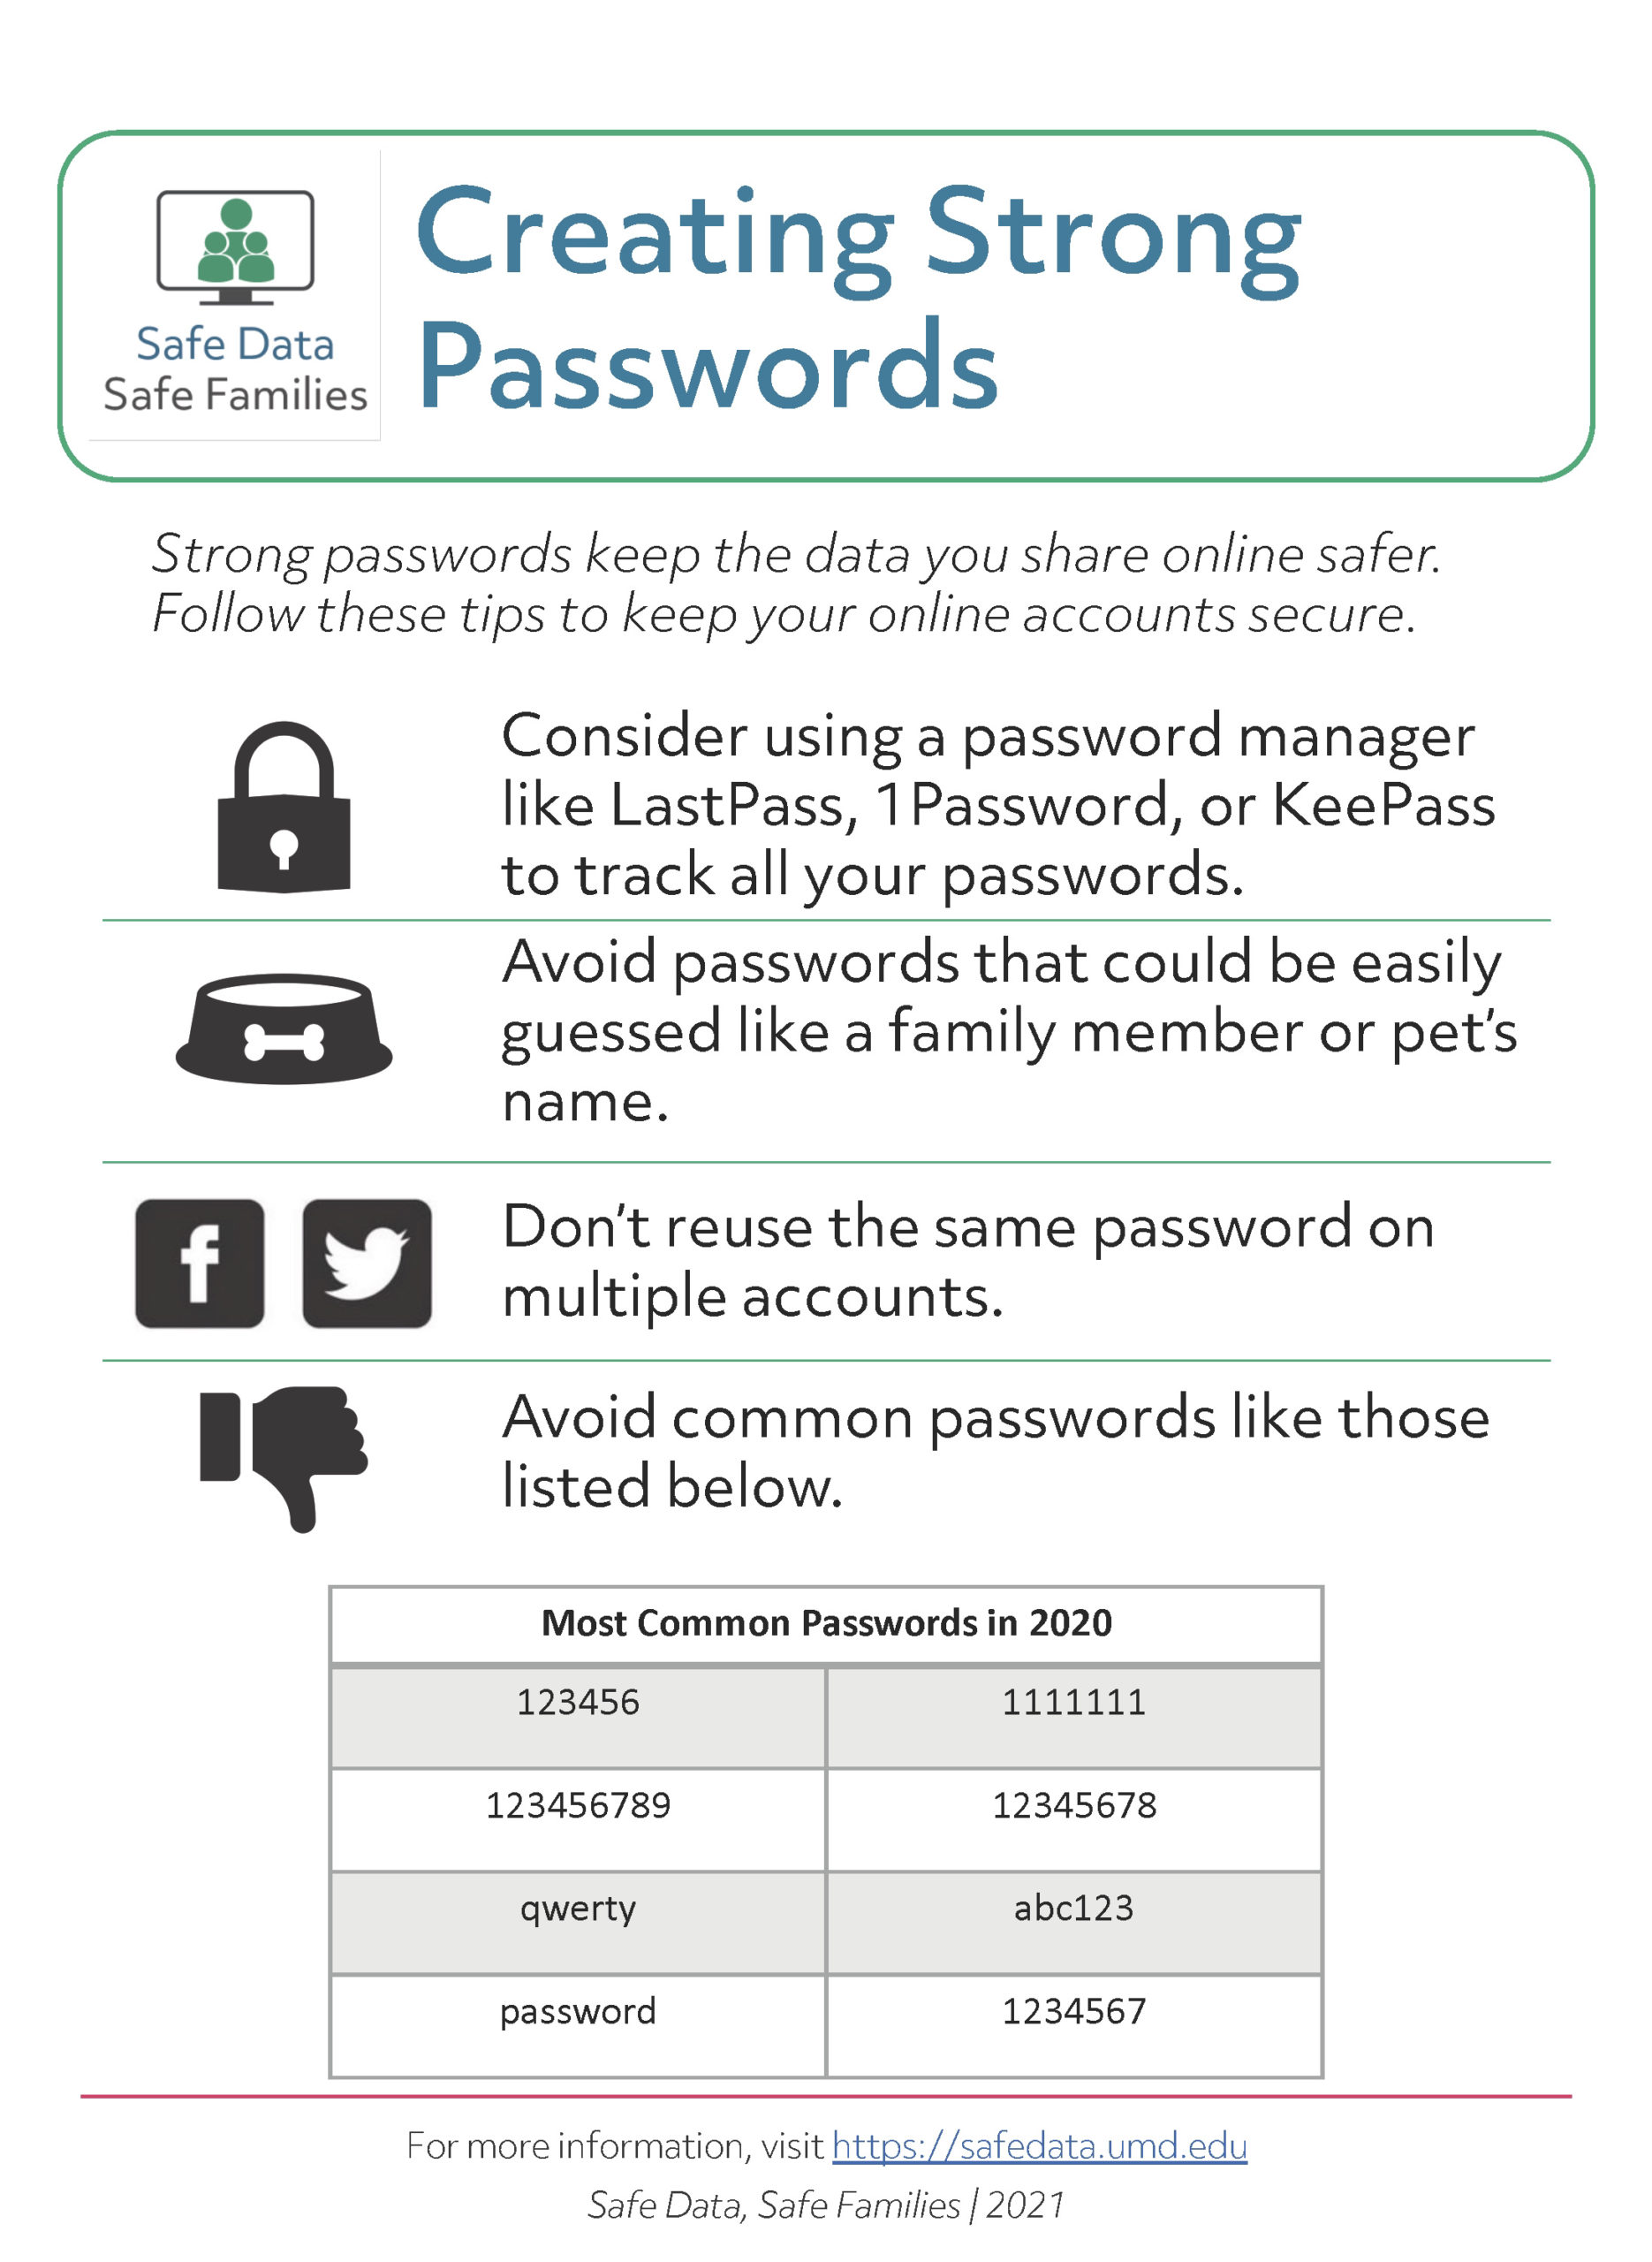 Safe Data
Safe Families
Creating Strong
Passwords
Strong passwords keep the data you share online safer.
Follow these tips to keep your online accounts secure.
Consider using a password manager
like LastPass, 1Password, or KeePass
to track all your passwords.
Avoid passwords that could be easily
guessed like a family member or pet's
name.
Don't reuse the same password on
multiple accounts.
Avoid common passwords like those
listed below.
Most Common Passwords in 2020
123456 1111111
123456789 12345678
qwerty abc123
password 1234567
For more information, visit https://safedata.umd.edu
Safe Data, Safe Families | 2021